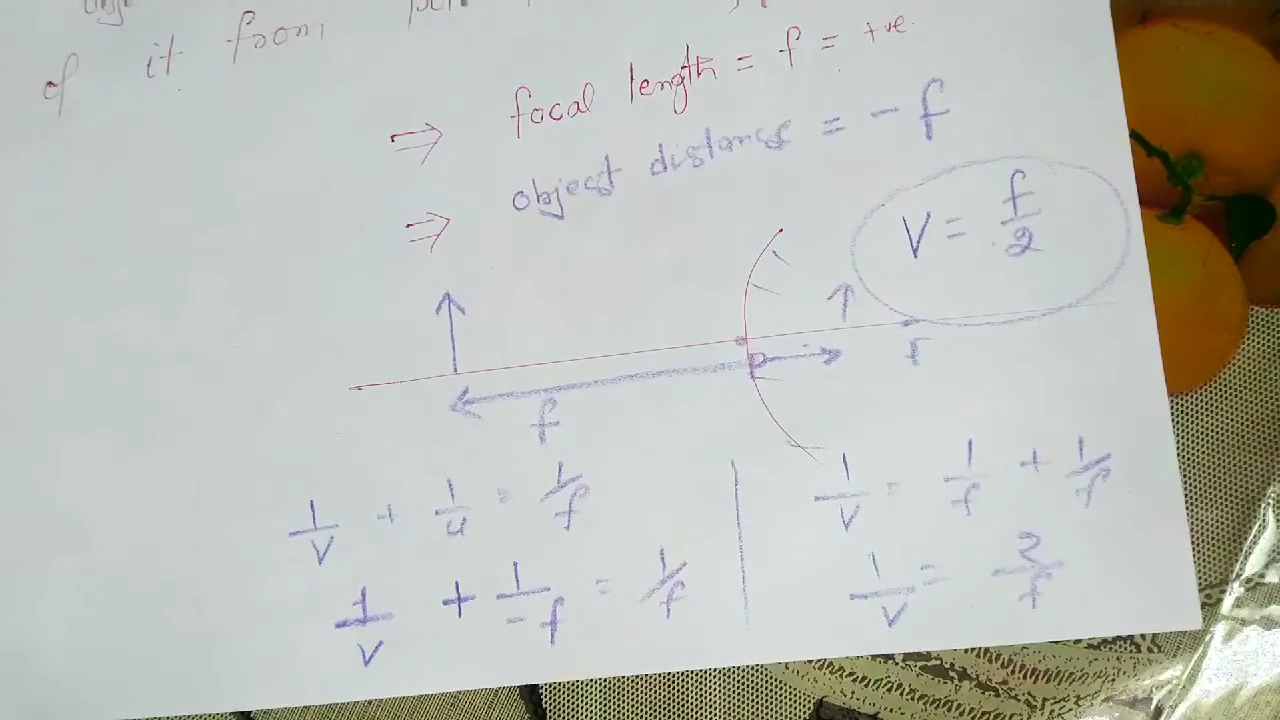 of it from
⇒ focal length = f = +ve.
⇒ object distance = - f
V = f/2
F
f
1/V + 1/u = 1/f
1/V + 1/-f = 1/f
1/V = 1/f + 1/f
1/V = 2/f